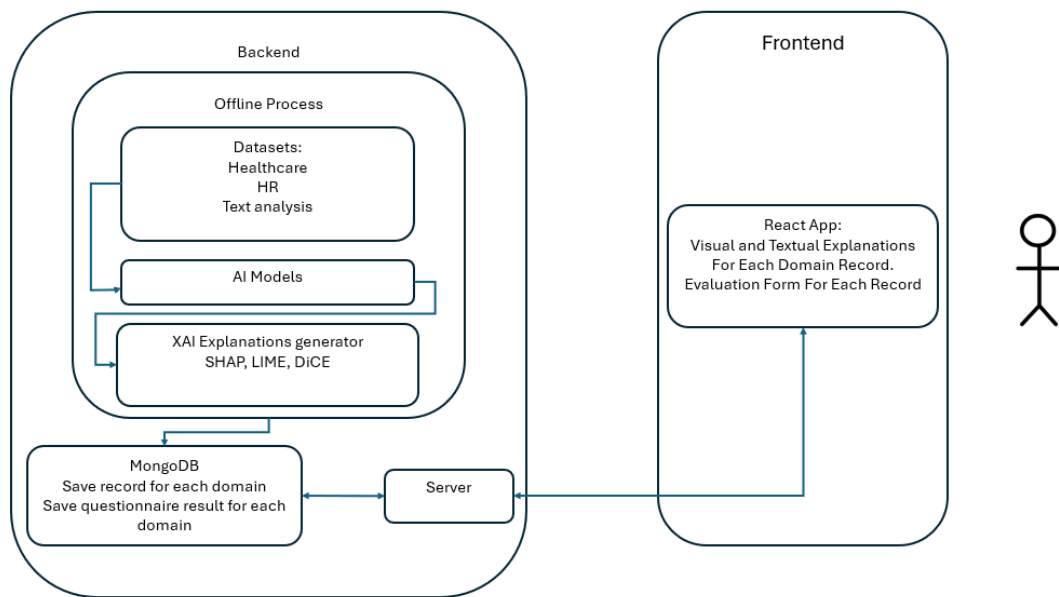 Backend
Offline Process
Datasets:
Healthcare
HR
Text analysis
AI Models
XAI Explanations generator
SHAP, LIME, DiCE
MongoDB
Save record for each domain
Save questionnaire result for each
domain
Server
Frontend
React App:
Visual and Textual Explanations
For Each Domain Record.
Evaluation Form For Each Record